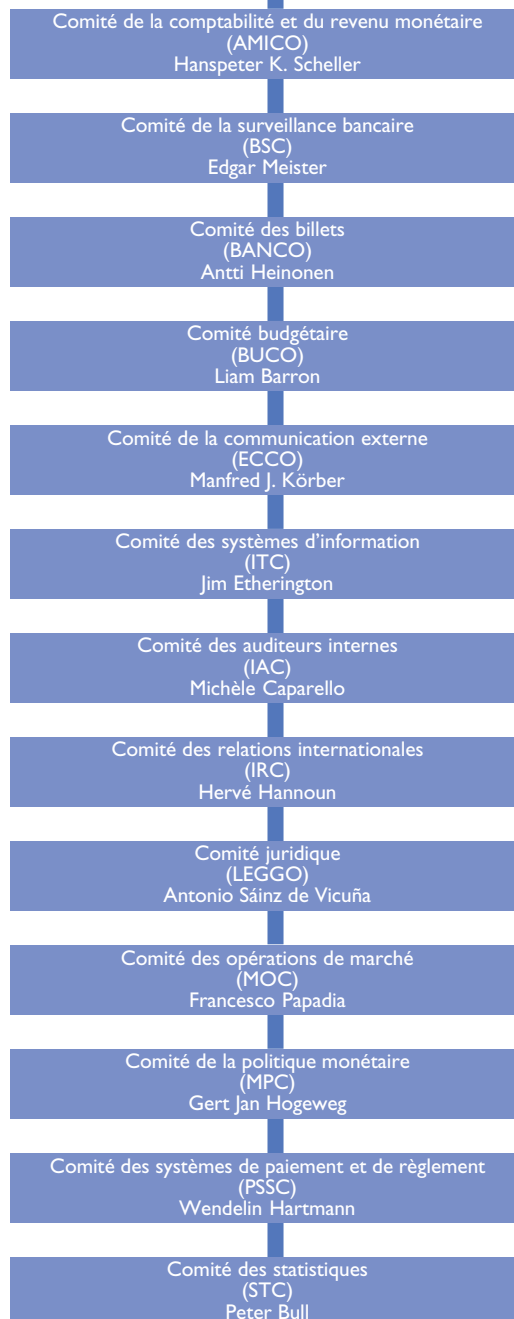 Comité de la comptabilité et du revenu monétaire
(AMICO)
Hanspeter K. Scheller
Comité de la surveillance bancaire
(BSC)
Edgar Meister
Comité des billets
(BANCO)
Antti Heinonen
Comité budgétaire
(BUCO)
Liam Barron
Comité de la communication externe
(ECCO)
Manfred J. Körber
Comité des systèmes d’information
(ITC)
Jim Etherington
Comité des auditeurs internes
(IAC)
Michèle Caparello
Comité des relations internationales
(IRC)
Hervé Hannoun
Comité juridique
(LEGGO)
Antonio Sáinz de Vicuña
Comité des opérations de marché
(MOC)
Francesco Papadia
Comité de la politique monétaire
(MPC)
Gert Jan Hogeweg
Comité des systèmes de paiement et de règlement
(PSSC)
Wendelin Hartmann
Comité des statistiques
(STC)
Peter Bull